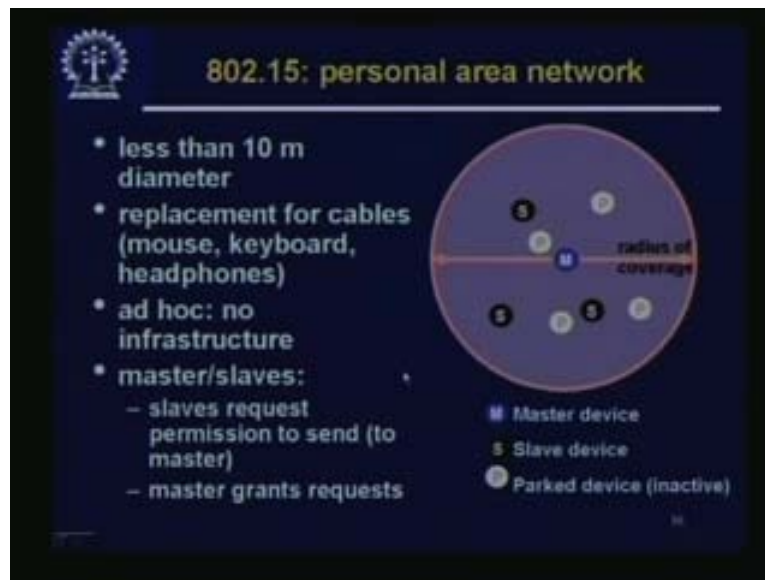 802.15: personal area network
• less than 10 m
diameter
• replacement for cables
(mouse, keyboard,
headphones)
• ad hoc: no
infrastructure
• master/slaves:
– slaves request
permission to send (to
master)
– master grants requests
S
P
P
M
radius of
coverage
S
P
S
P
M Master device
S Slave device
P Parked device (inactive)